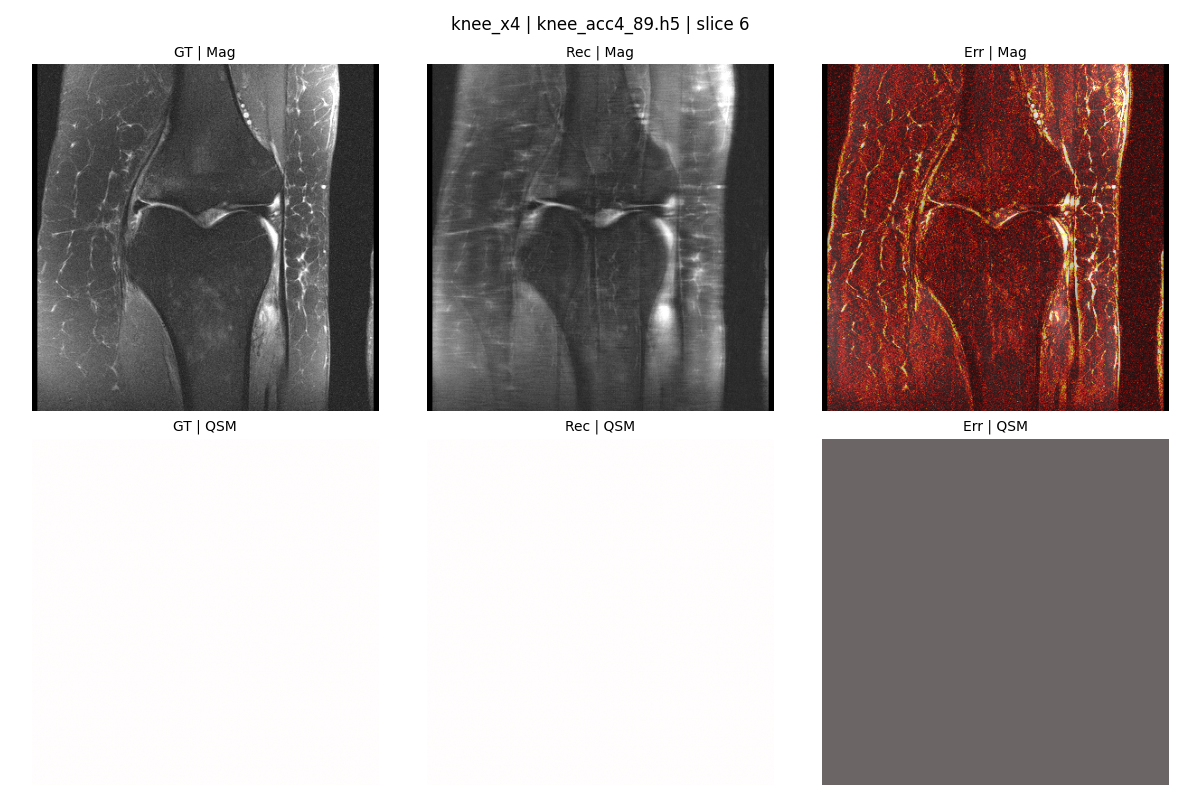 knee_x4 | knee_acc4_89.h5 | slice 6
GT | Mag
Rec | Mag
Err | Mag
GT | QSM
Rec | QSM
Err | QSM